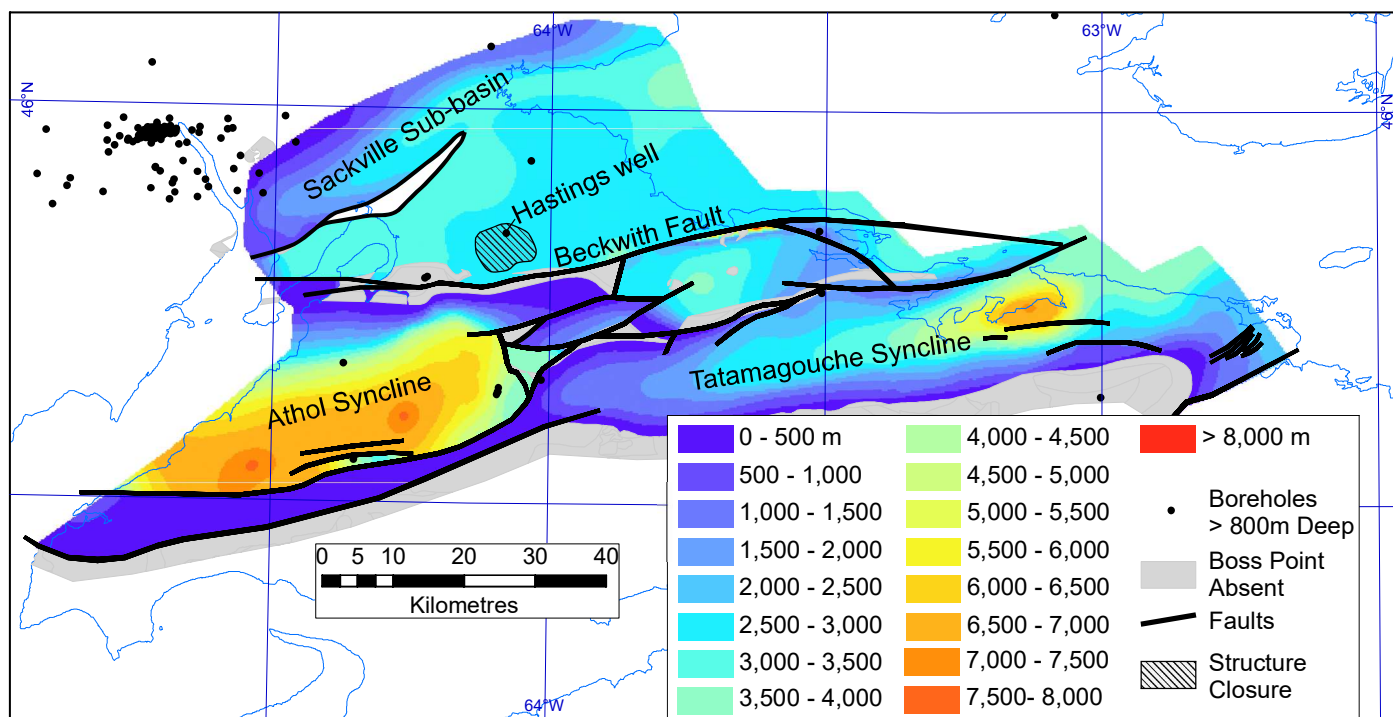 64°W
63°W
46°N
46°N
Sackville Sub-basin
Hastings well
Beckwith Fault
Athol Syncline
Tatamagouche Syncline
0 - 500 m
500 - 1,000
1,000 - 1,500
1,500 - 2,000
2,000 - 2,500
2,500 - 3,000
3,000 - 3,500
3,500 - 4,000
4,000 - 4,500
4,500 - 5,000
5,000 - 5,500
5,500 - 6,000
6,000 - 6,500
6,500 - 7,000
7,000 - 7,500
7,500- 8,000
> 8,000 m
Boreholes
> 800m Deep
Boss Point
Absent
Faults
Structure
Closure
0 5 10 20 30 40
Kilometres
64°W